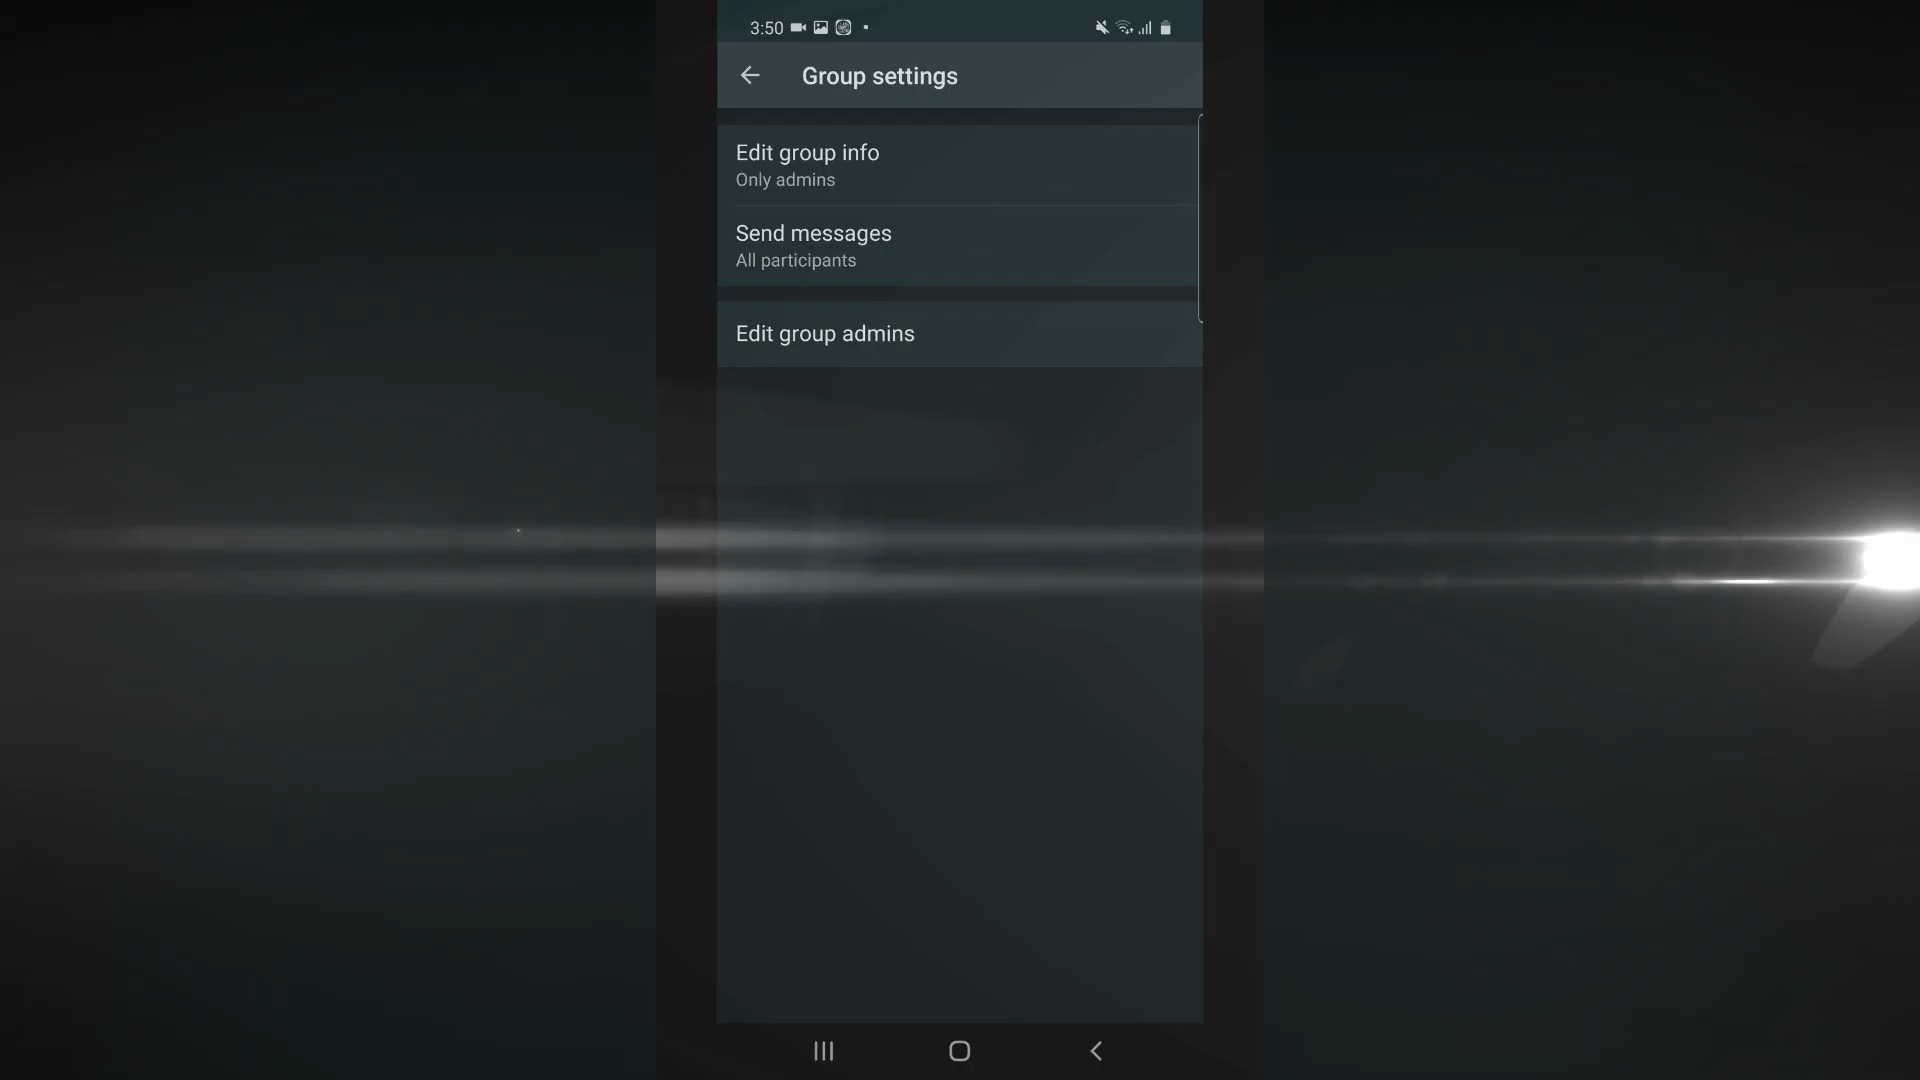 3:50
Group settings
Edit group info
Only admins
Send messages
All participants
Edit group admins